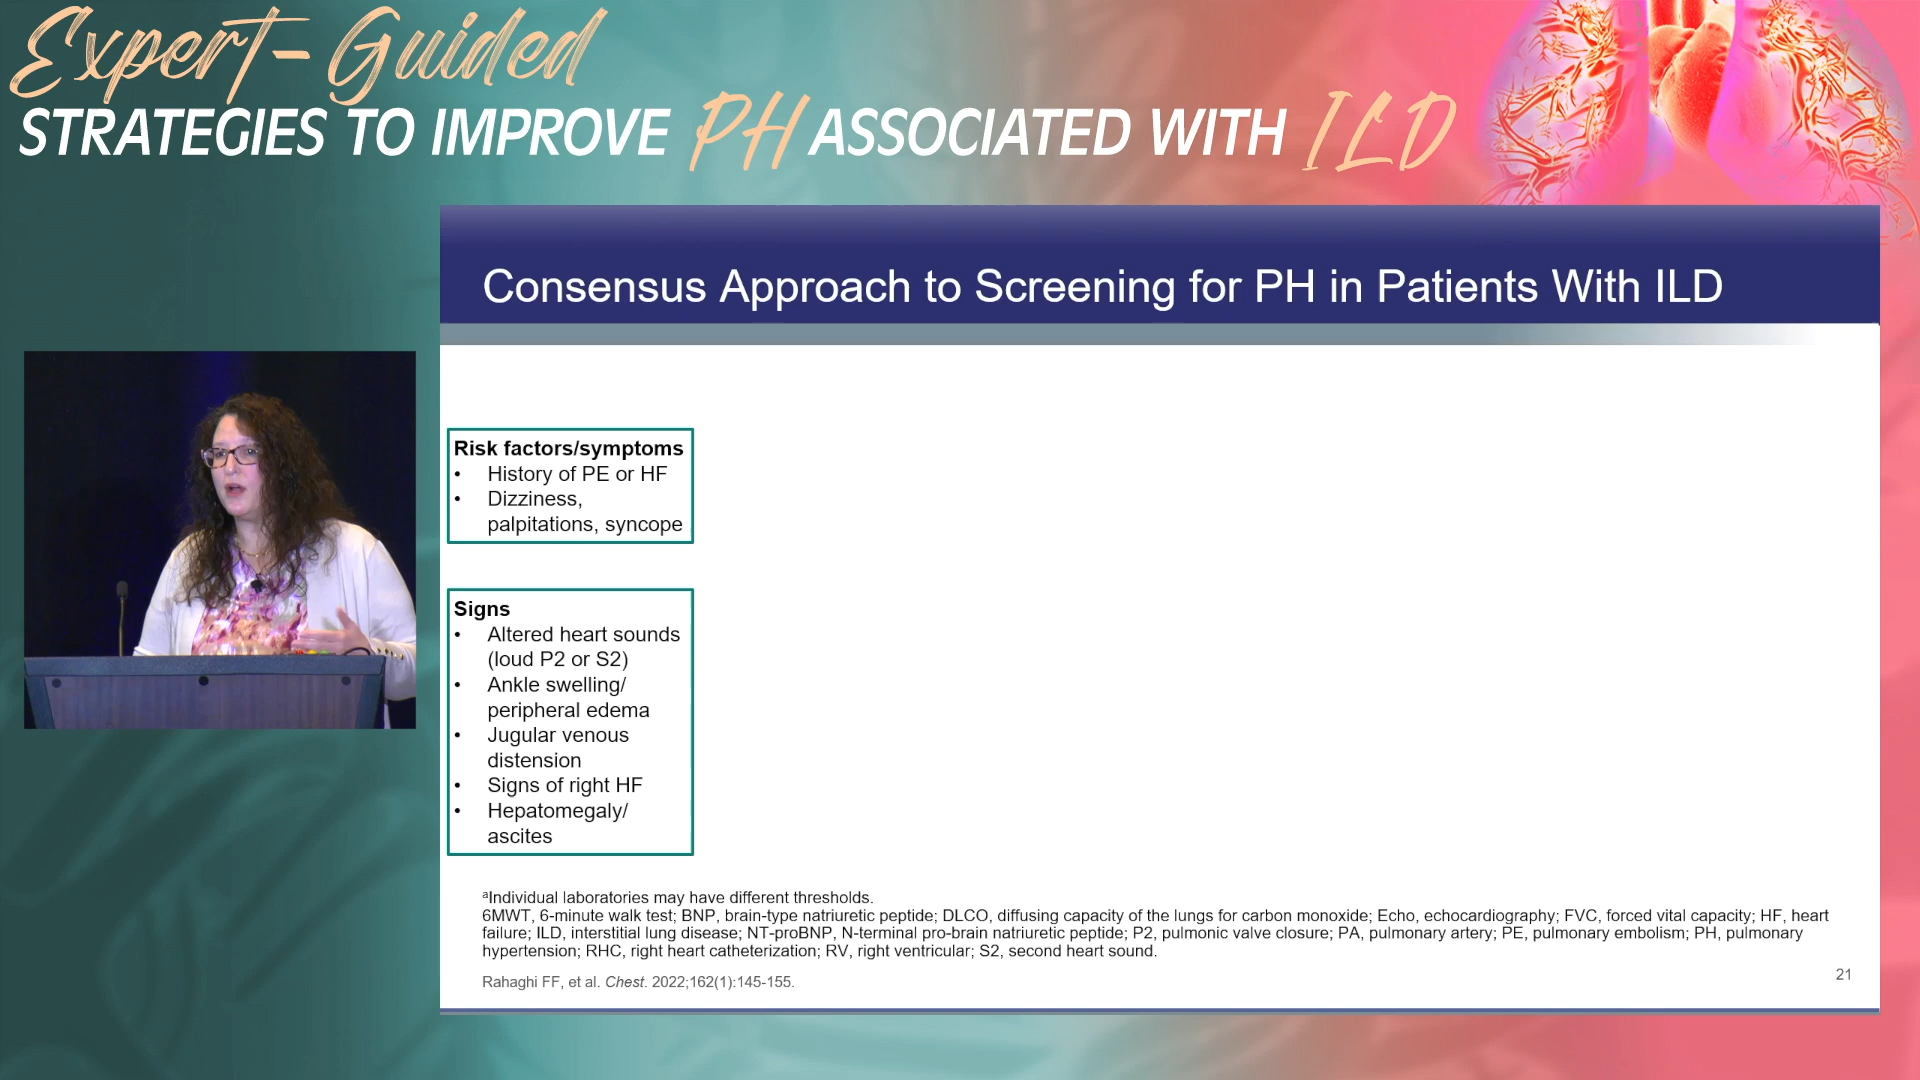 Expert-Guided
STRATEGIES TO IMPROVE PH ASSOCIATED WITH ILD
Consensus Approach to Screening for PH in Patients With ILD
Risk factors/symptoms
• History of PE or HF
• Dizziness,
palpitations, syncope
Signs
• Altered heart sounds
(loud P2 or S2)
• Ankle swelling/
peripheral edema
• Jugular venous
distension
• Signs of right HF
• Hepatomegaly/
ascites
aIndividual laboratories may have different thresholds.
6MWT, 6-minute walk test; BNP, brain-type natriuretic peptide; DLCO, diffusing capacity of the lungs for carbon monoxide; Echo, echocardiography; FVC, forced vital capacity; HF, heart
failure; ILD, interstitial lung disease; NT-proBNP, N-terminal pro-brain natriuretic peptide; P2, pulmonic valve closure; PA, pulmonary artery; PE, pulmonary embolism; PH, pulmonary
hypertension; RHC, right heart catheterization; RV, right ventricular; S2, second heart sound.
Rahaghi FF, et al. Chest. 2022;162(1):145-155.
21